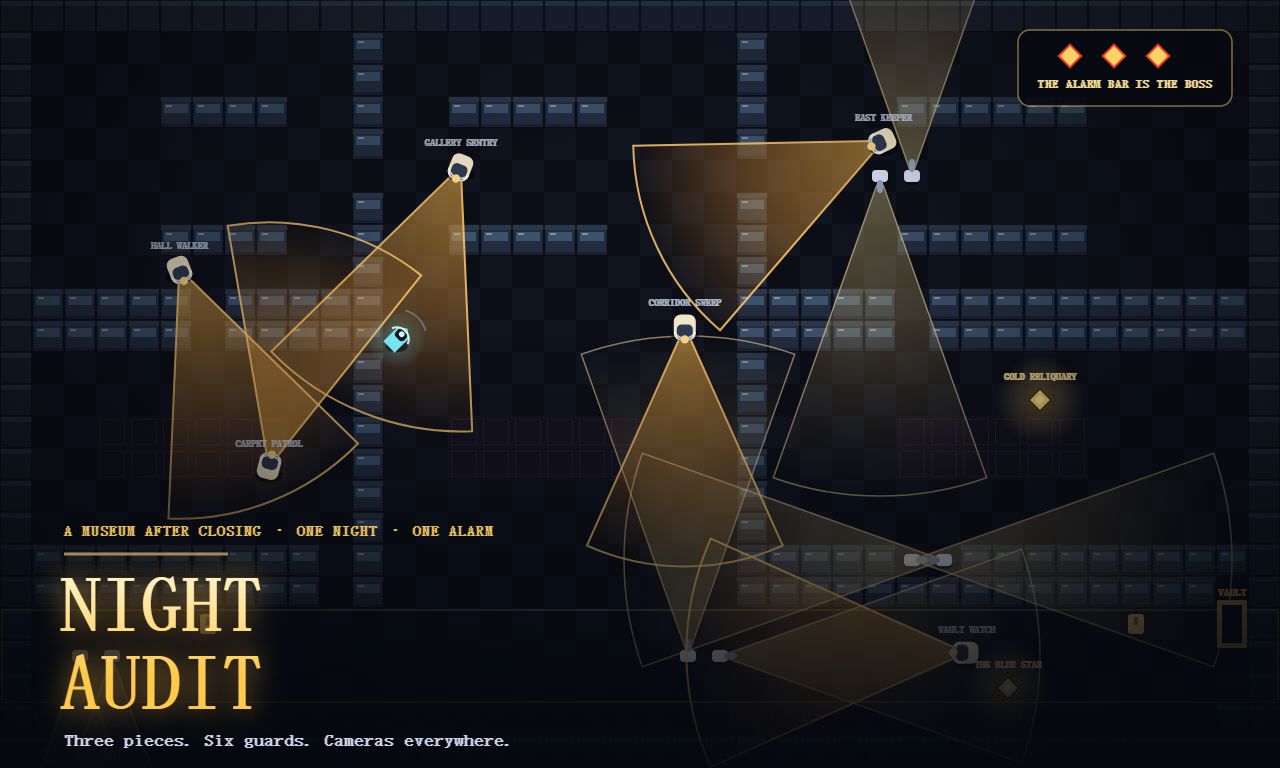 THE ALARM BAR IS THE BOSS
EAST KEEPER
GALLERY SENTRY
HALL WALKER
CORRIDOR SWEEP
GOLD RELIQUARY
CARPET PATROL
A MUSEUM AFTER CLOSING · ONE NIGHT · ONE ALARM
NIGHT
AUDIT
VAULT
VAULT WATCH
THE BLUE STAR
Three pieces. Six guards. Cameras everywhere.